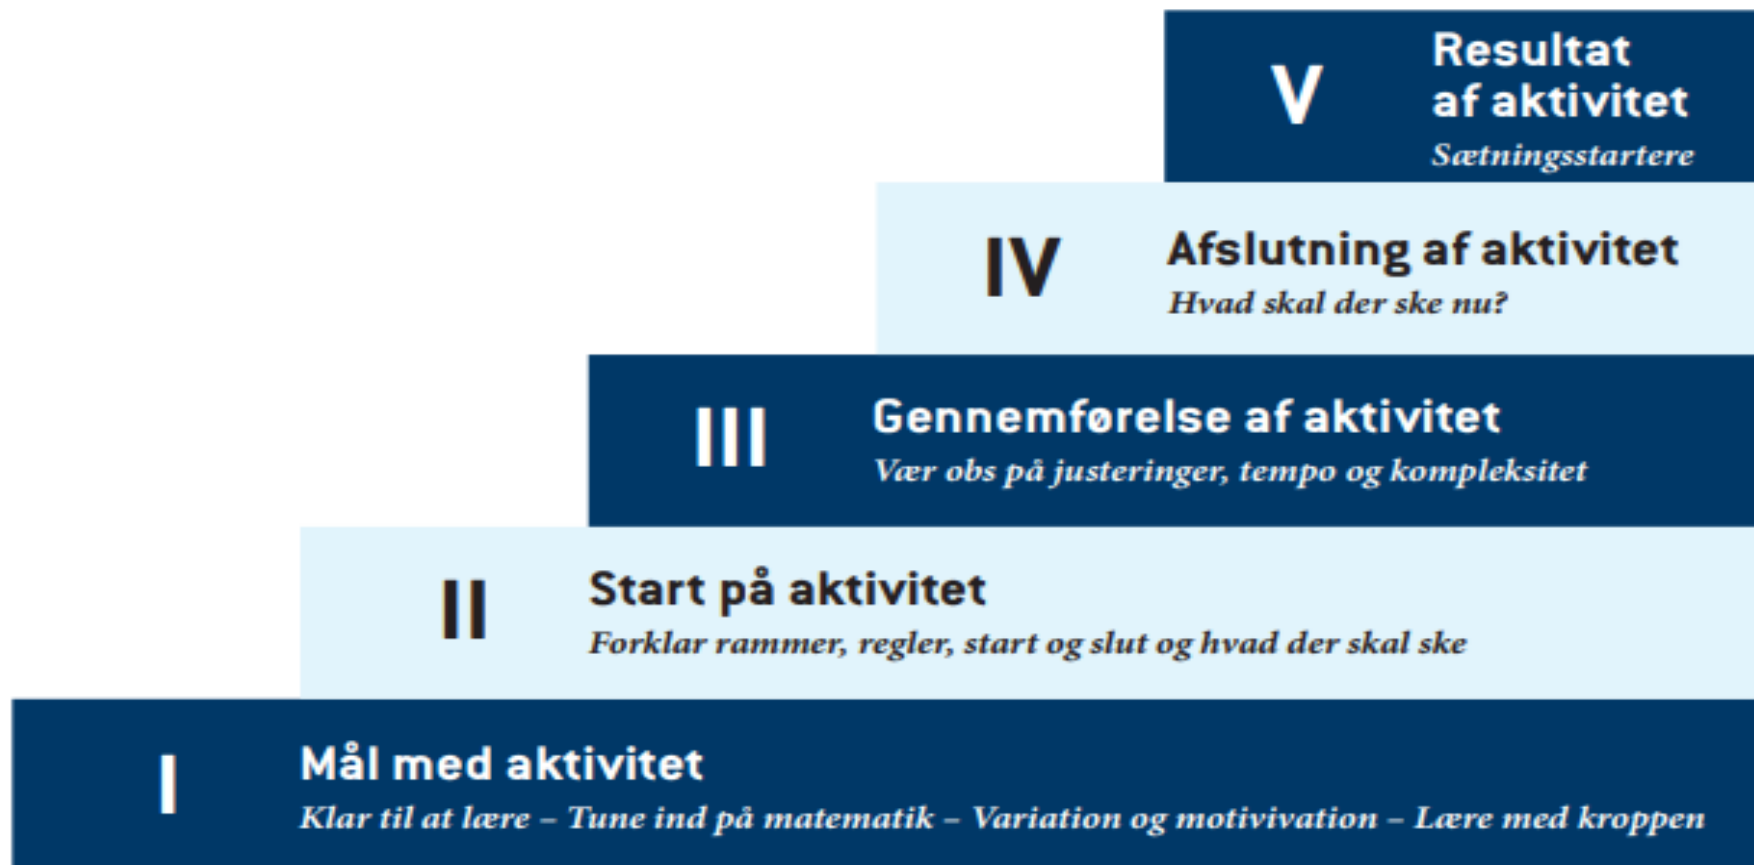 V
Resultat
af aktivitet
Sætningsstartere
IV
Afslutning af aktivitet
Hvad skal der ske nu?
III
Gennemførelse af aktivitet
Vær obs på justeringer, tempo og kompleksitet
II
Start på aktivitet
Forklar rammer, regler, start og slut og hvad der skal ske
I
Mål med aktivitet
Klar til at lære – Tune ind på matematik – Variation og motivivation – Lære med kroppen